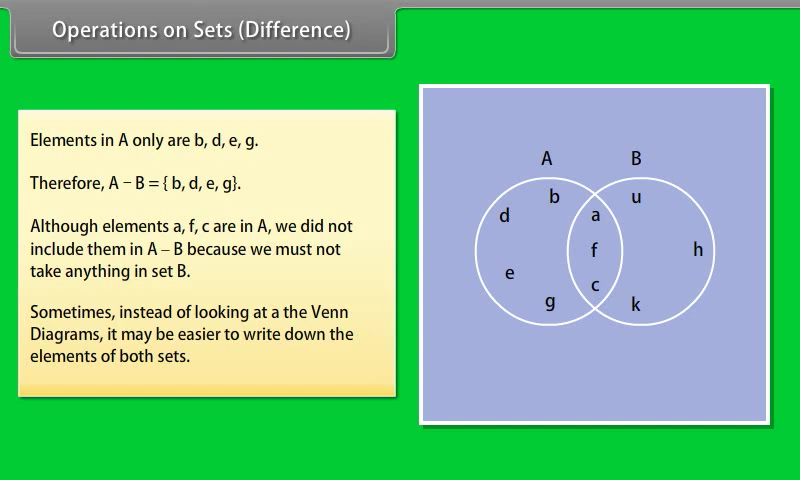 Operations on Sets (Difference)
Elements in A only are b, d, e, g.
Therefore, A – B = { b, d, e, g}.
Although elements a, f, c are in A, we did not
include them in A – B because we must not
take anything in set B.
Sometimes, instead of looking at a the Venn
Diagrams, it may be easier to write down the
elements of both sets.
A B
b u
d a
f h
e c
g k